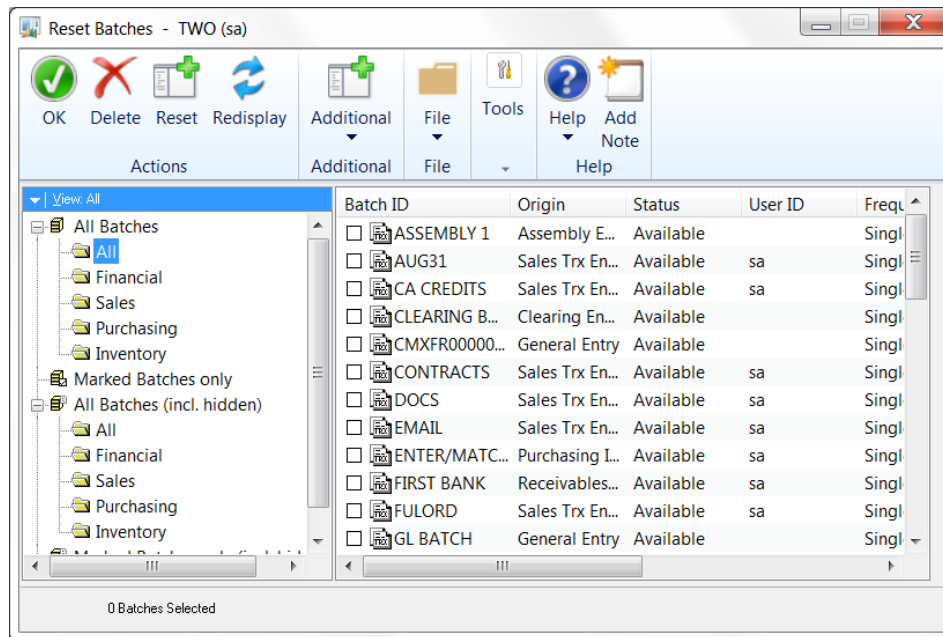 Reset Batches - TWO (sa)
OK Delete Reset Redisplay Additional File Tools Help Add Note
Actions Additional File Help
View: All
All Batches
All
Financial
Sales
Purchasing
Inventory
Marked Batches only
All Batches (incl. hidden)
All
Financial
Sales
Purchasing
Inventory
Batch ID Origin Status User ID Frequ
ASSEMBLY 1 Assembly E... Available Singl
AUG31 Sales Trx En... Available sa Singl
CA CREDITS Sales Trx En... Available sa Singl
CLEARING B... Clearing En... Available Singl
CMXFR00000... General Entry Available Singl
CONTRACTS Sales Trx En... Available sa Singl
DOCS Sales Trx En... Available sa Singl
EMAIL Sales Trx En... Available sa Singl
ENTER/MATC... Purchasing I... Available sa Singl
FIRST BANK Receivables... Available sa Singl
FULORD Sales Trx En... Available sa Singl
GL BATCH General Entry Available Singl
0 Batches Selected